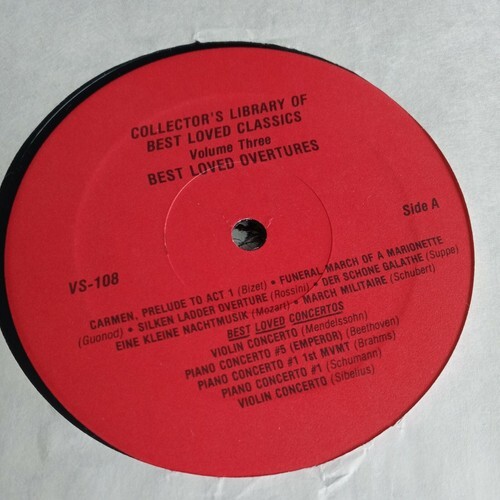 COLLECTOR'S LIBRARY OF
BEST LOVED CLASSICS
Volume Three
BEST LOVED OVERTURES
Side A
VS-108
CARMEN, PRELUDE TO ACT 1 (Bizet) • FUNERAL MARCH OF A MARIONETTE
(Guonod) • SILKEN LADDER OVERTURE (Rossini) • DER SCHONE GALATHE (Suppe)
EINE KLEINE NACHTMUSIK (Mozart) • MARCH MILITAIRE (Schubert)
BEST LOVED CONCERTOS
VIOLIN CONCERTO (Mendelssohn)
PIANO CONCERTO #5 (EMPEROR) (Beethoven)
PIANO CONCERTO #1 1st MVMT (Brahms)
PIANO CONCERTO #1 (Schumann)
VIOLIN CONCERTO (Sibelius)